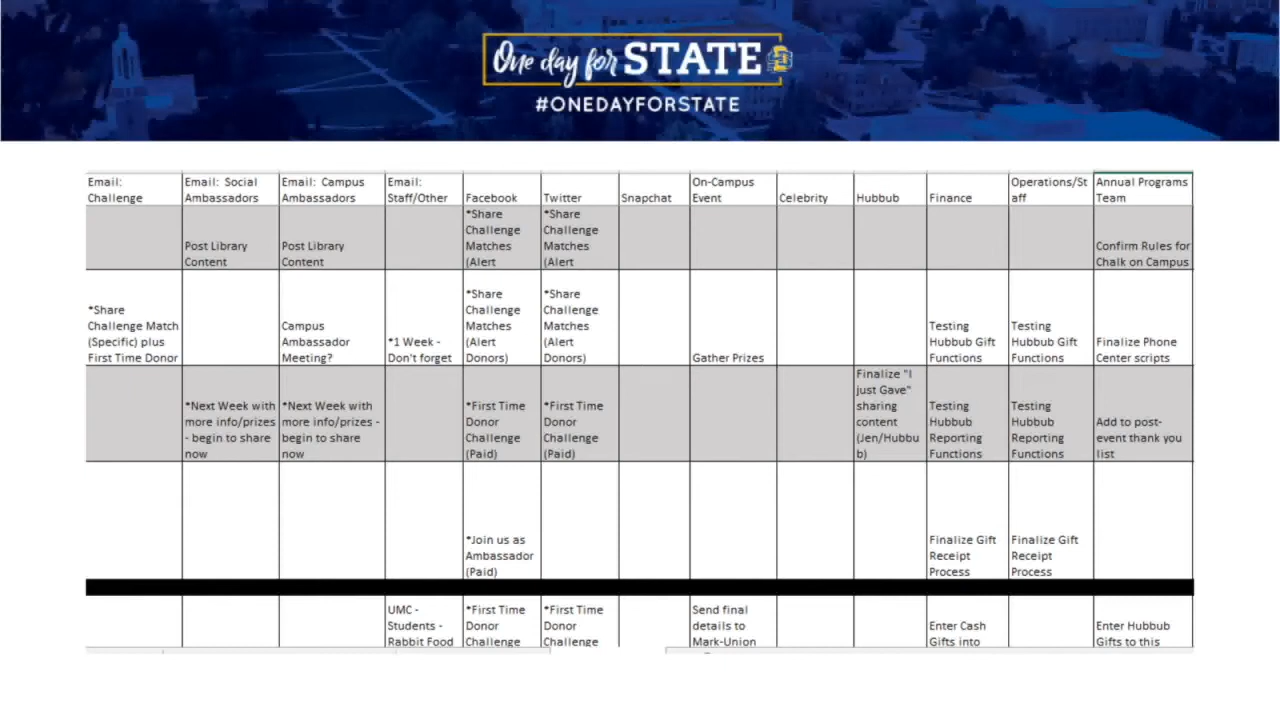 One day for STATE
#ONEDAYFORSTATE
Email: Challenge
Email: Social Ambassadors
Email: Campus Ambassadors
Email: Staff/Other
Facebook
Twitter
Snapchat
On-Campus Event
Celebrity
Hubbub
Finance
Operations/Staff
Annual Programs Team
Post Library Content
Post Library Content
*Share Challenge Matches (Alert
*Share Challenge Matches (Alert
Confirm Rules for Chalk on Campus
*Share Challenge Match (Specific) plus First Time Donor
Campus Ambassador Meeting?
*1 Week - Don't forget
*Share Challenge Matches (Alert Donors)
*Share Challenge Matches (Alert Donors)
Gather Prizes
Testing Hubbub Gift Functions
Testing Hubbub Gift Functions
Finalize Phone Center scripts
*Next Week with more info/prizes - begin to share now
*Next Week with more info/prizes - begin to share now
*First Time Donor Challenge (Paid)
*First Time Donor Challenge (Paid)
Finalize "I just Gave" sharing content (Jen/Hubbub)
Testing Hubbub Reporting Functions
Testing Hubbub Reporting Functions
Add to post-event thank you list
*Join us as Ambassador (Paid)
Finalize Gift Receipt Process
Finalize Gift Receipt Process
UMC - Students - Rabbit Food
*First Time Donor Challenge
*First Time Donor Challenge
Send final details to Mark-Union
Enter Cash Gifts into
Enter Hubbub Gifts to this